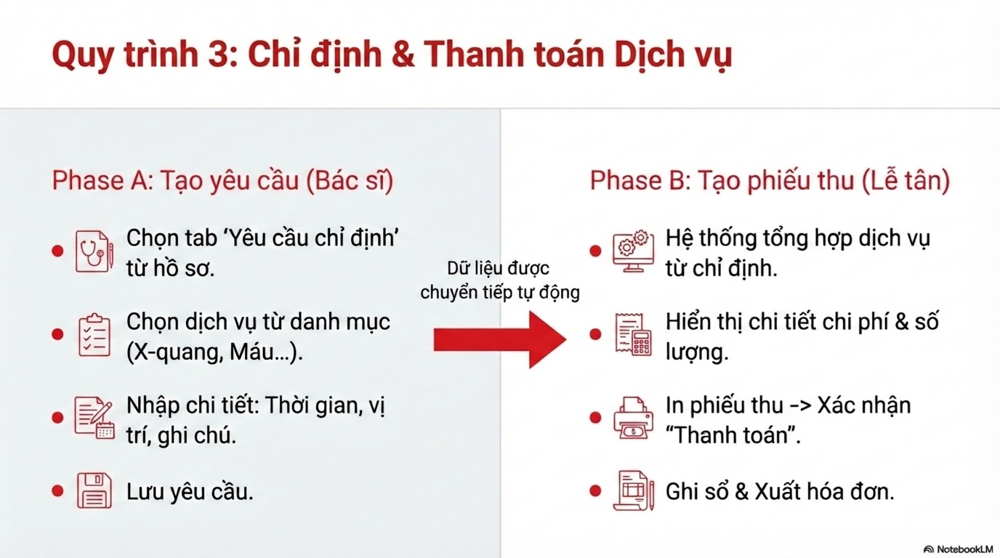 Quy trình 3: Chỉ định & Thanh toán Dịch vụ
Phase A: Tạo yêu cầu (Bác sĩ)
Chọn tab ‘Yêu cầu chỉ định’
từ hồ sơ.
Chọn dịch vụ từ danh mục
(X-quang, Máu...).
Nhập chi tiết: Thời gian, vị
trí, ghi chú.
Lưu yêu cầu.
Dữ liệu được
chuyển tiếp tự động
Phase B: Tạo phiếu thu (Lễ tân)
Hệ thống tổng hợp dịch vụ
từ chỉ định.
Hiển thị chi tiết chi phí & số
lượng.
In phiếu thu -> Xác nhận
“Thanh toán”.
Ghi sổ & Xuất hóa đơn.
NotebookLM